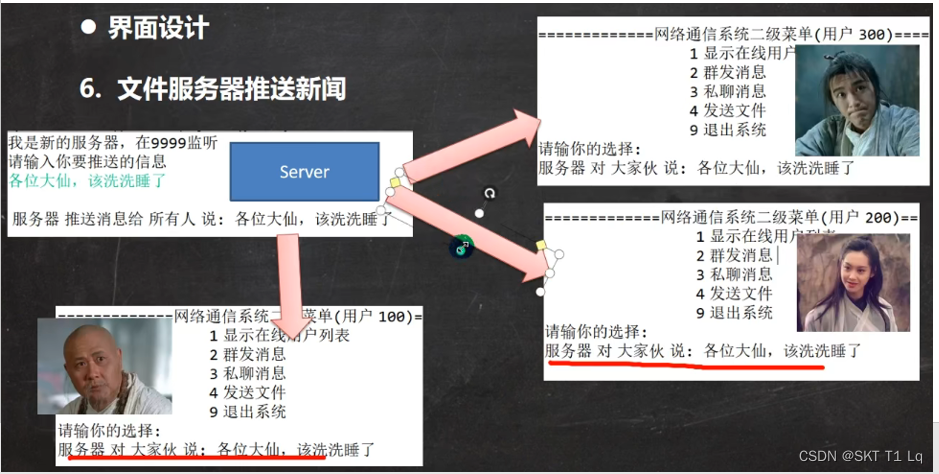 ● 界面设计
6. 文件服务器推送新闻
我是新的服务器，在9999监听
请输入你要推送的信息
各位大仙，该洗洗睡了
Server
服务器 推送消息给 所有人 说: 各位大仙，该洗洗睡了
=============网络通信系统二级菜单(用户 300)====
1 显示在线用户
2 群发消息
3 私聊消息
4 发送文件
9 退出系统
请输你的选择:
服务器 对 大家伙 说: 各位大仙，该洗洗睡了
=============网络通信系统二级菜单(用户 200)==
1 显示在线用户列表
2 群发消息
3 私聊消息
4 发送文件
9 退出系统
请输你的选择:
服务器 对 大家伙 说: 各位大仙，该洗洗睡了
=============网络通信系统二级菜单(用户 100)=
1 显示在线用户列表
2 群发消息
3 私聊消息
4 发送文件
9 退出系统
请输你的选择:
服务器 对 大家伙 说: 各位大仙，该洗洗睡了
CSDN @SKT T1 Lq